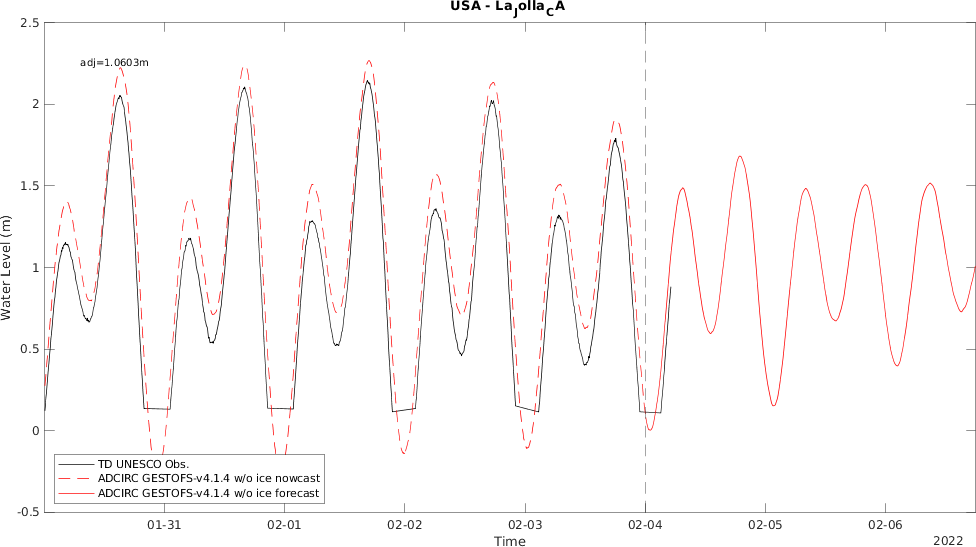 USA - LaJollaCA
2.5
adj=1.0603m
2
1.5
Water Level (m)
1
0.5
0
TD UNESCO Obs.
ADCIRC GESTOFS-v4.1.4 w/o ice nowcast
ADCIRC GESTOFS-v4.1.4 w/o ice forecast
-0.5
01-31 02-01 02-02 02-03 02-04 02-05 02-06
Time
2022